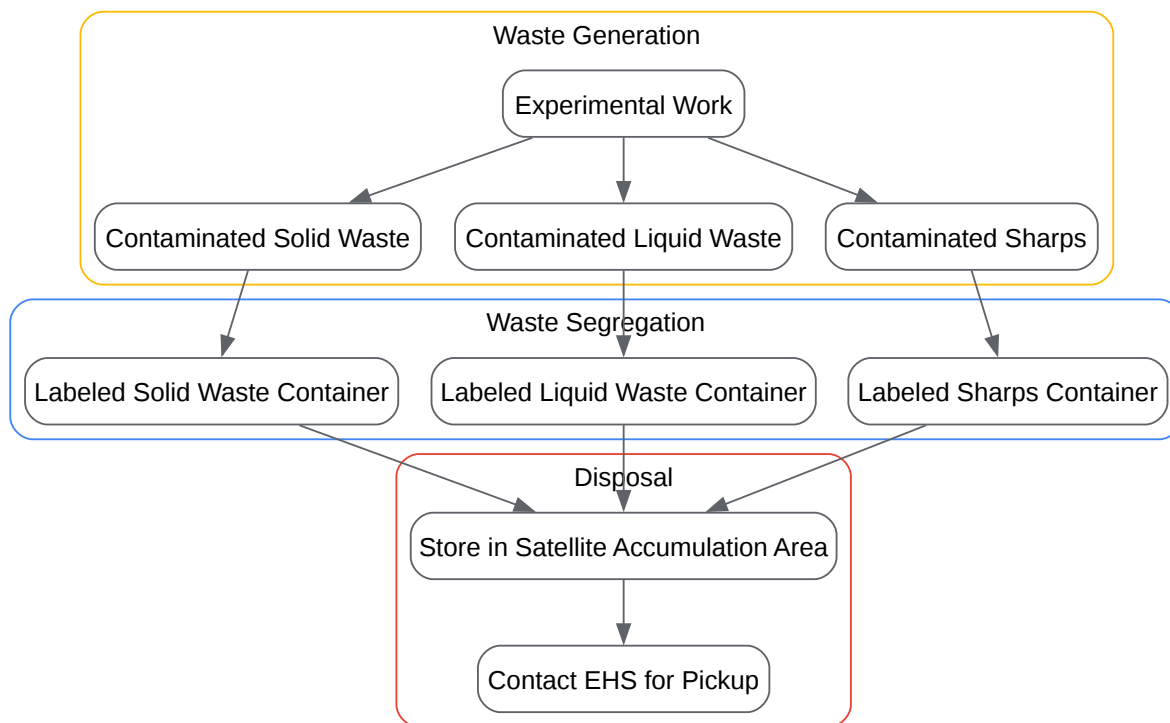 Waste Generation
Experimental Work
Contaminated Solid Waste
Contaminated Liquid Waste
Contaminated Sharps
Waste Segregation
Labeled Solid Waste Container
Labeled Liquid Waste Container
Labeled Sharps Container
Disposal
Store in Satellite Accumulation Area
Contact EHS for Pickup